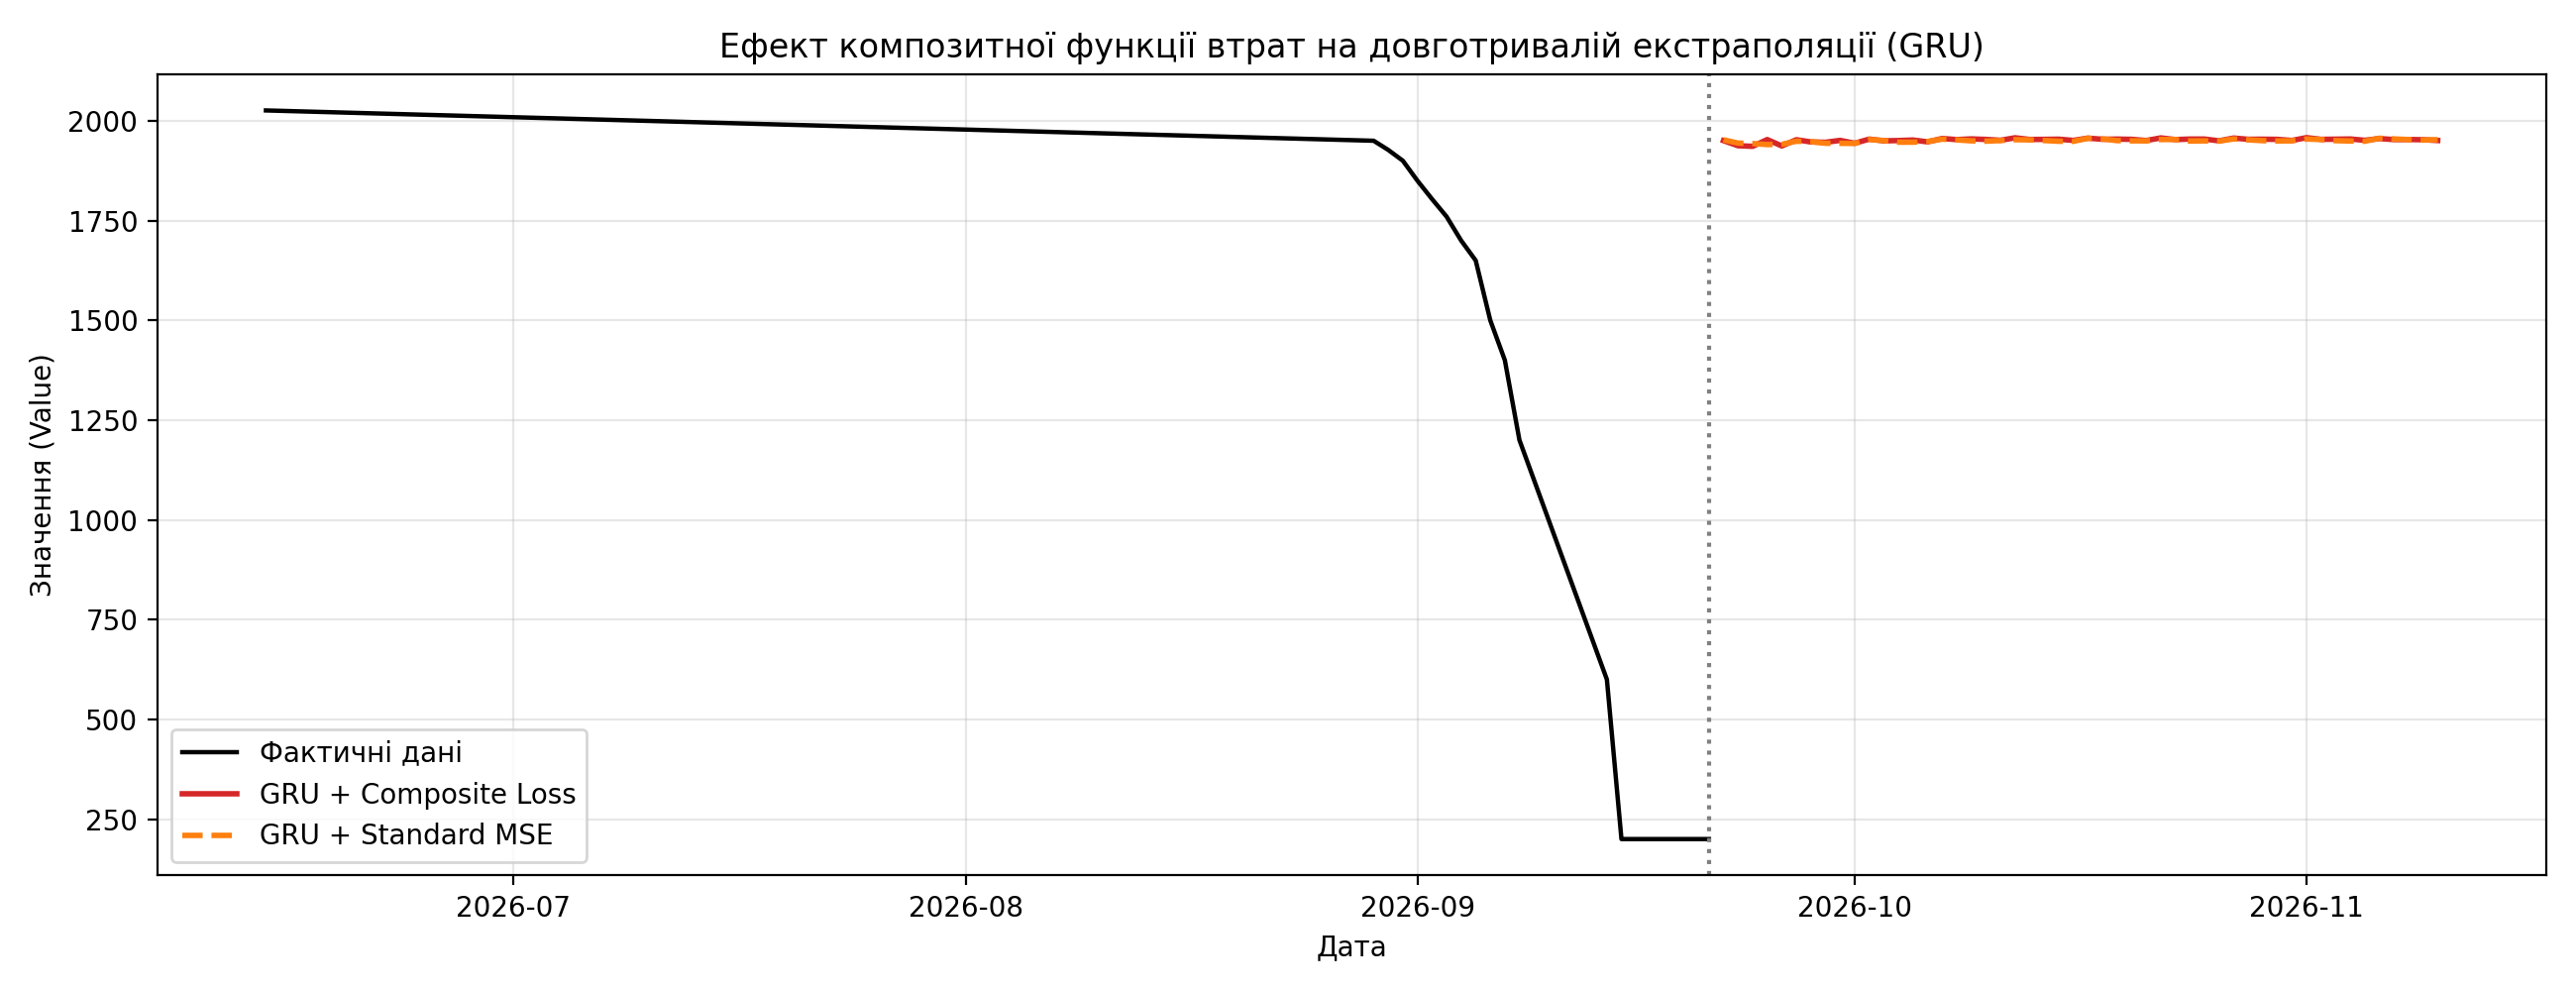 Ефект композитної функції втрат на довготривалій екстраполяції (GRU)
Значення (Value)
2000
1750
1500
1250
1000
750
500
250
Фактичні дані
GRU + Composite Loss
GRU + Standard MSE
2026-07
2026-08
2026-09
2026-10
2026-11
Дата